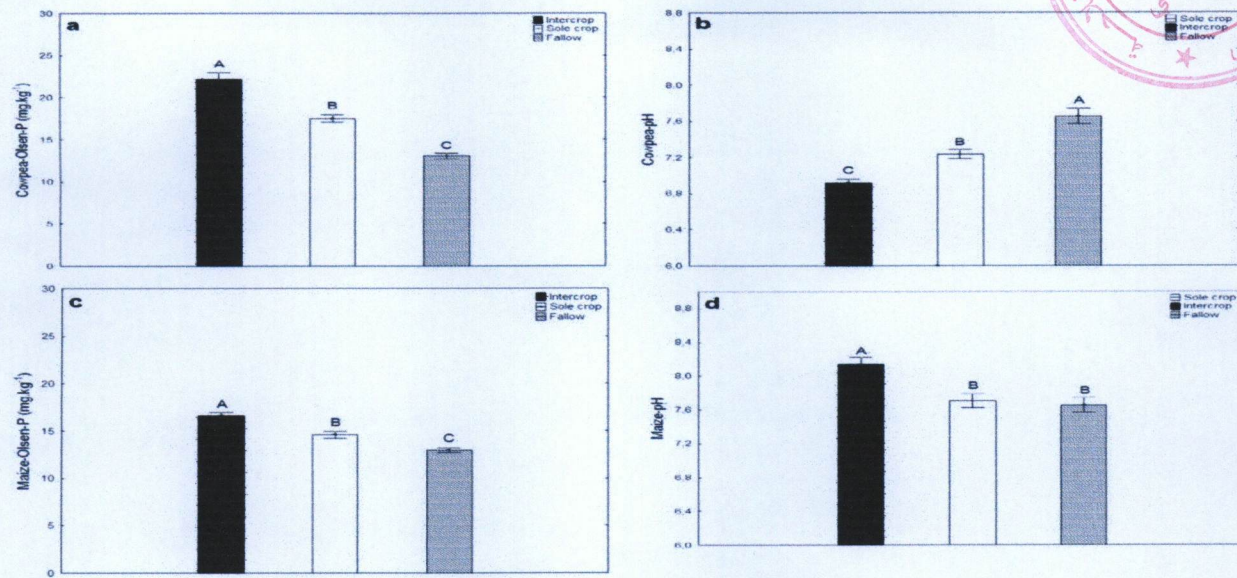 a
Intercrop
Sole crop
Fallow
Cowpea-Olsen-P (mg.kg⁻¹)
30
25
20
15
10
5
0
A
B
C
b
Sole crop
Intercrop
Fallow
Cowpea-pH
8,8
8,4
8,0
7,6
7,2
6,8
6,4
6,0
C
B
A
c
Intercrop
Sole crop
Fallow
Maize-Olsen-P (mg.kg⁻¹)
30
25
20
15
10
5
0
A
B
C
d
Sole crop
Intercrop
Fallow
Maize-pH
8,8
8,4
8,0
7,6
7,2
6,8
6,4
6,0
A
B
B